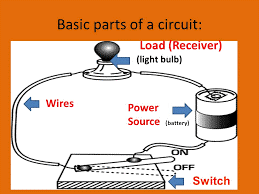 Basic parts of a circuit:
Load (Receiver)
(light bulb)
Wires
Power
Source (battery)
ON
OFF
Switch